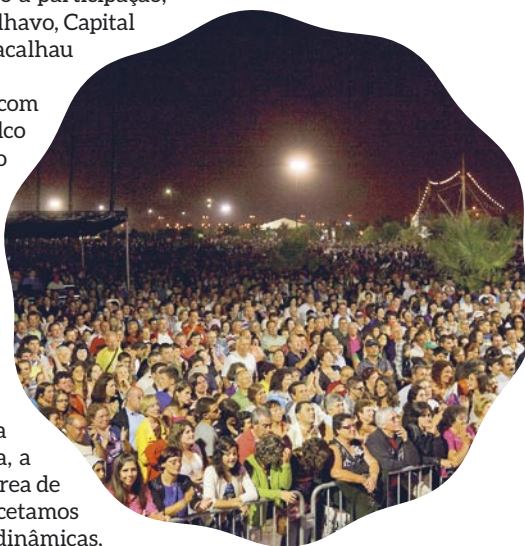 participação,
lhavo, Capital
acalhau
com
lco
o
a
a, a
rea de
cetamos
dinâmicas,